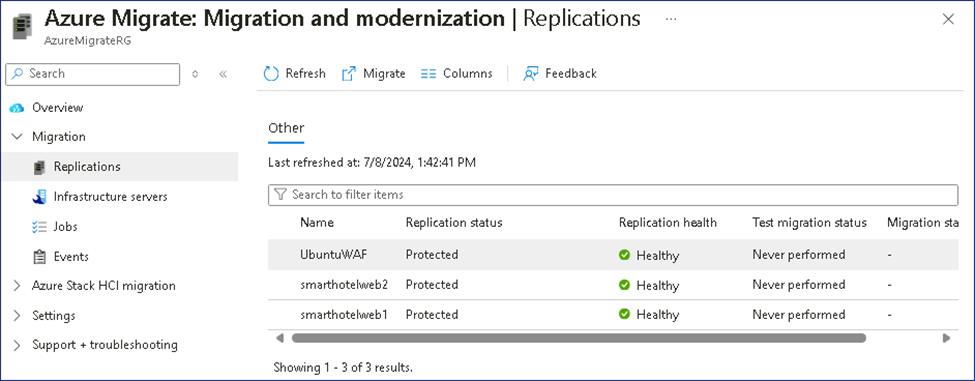 Azure Migrate: Migration and modernization | Replications ...
AzureMigrateRG
Search
Refresh Migrate Columns Feedback
Overview
Migration
Replications
Infrastructure servers
Jobs
Events
Azure Stack HCI migration
Settings
Support + troubleshooting
Other
Last refreshed at: 7/8/2024, 1:42:41 PM
Search to filter items
Name Replication status Replication health Test migration status Migration sta
UbuntuWAF Protected Healthy Never performed -
smarthotelweb2 Protected Healthy Never performed -
smarthotelweb1 Protected Healthy Never performed -
Showing 1 - 3 of 3 results.